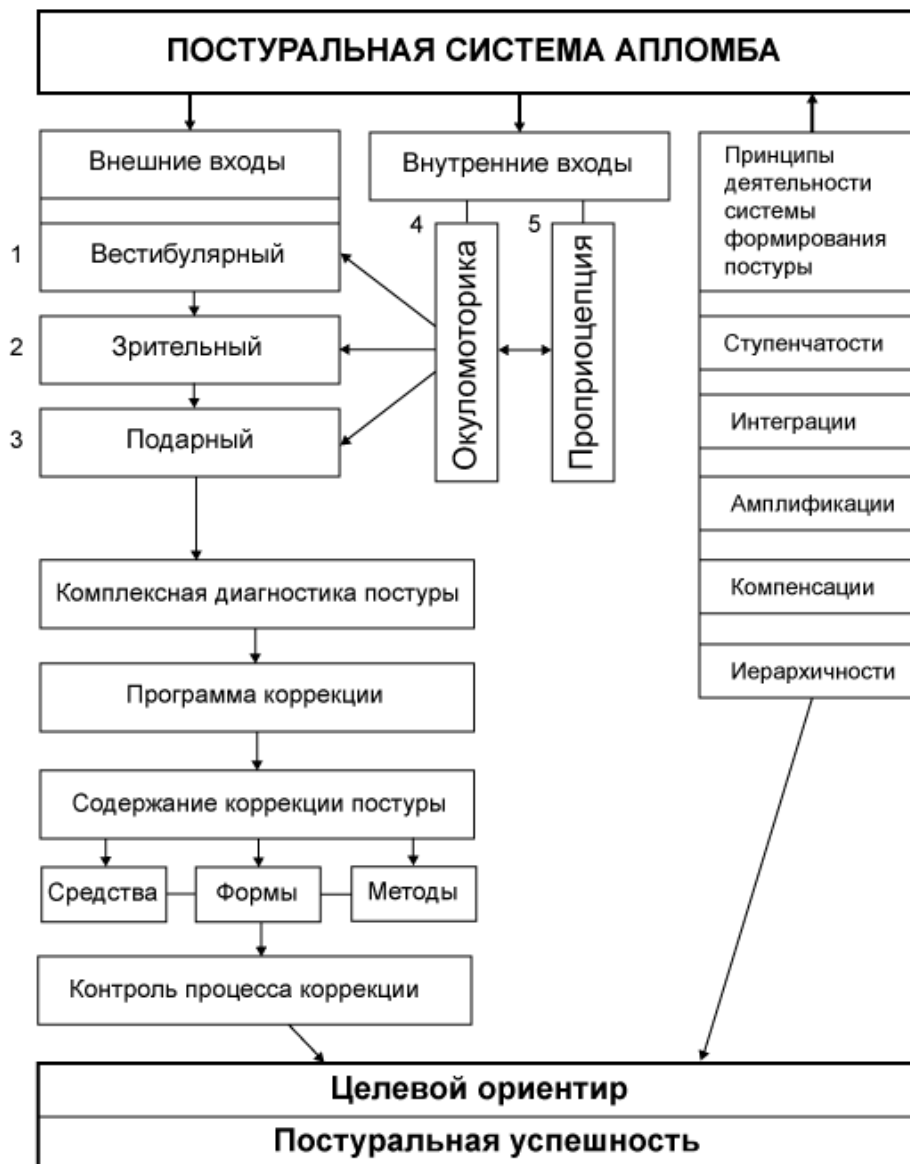 ПОСТУРАЛЬНАЯ СИСТЕМА АПЛОМБА
Внешние входы
1
Вестибулярный
2
Зрительный
3
Подарный
Внутренние входы
4
Окуломоторика
5
Проприоцепция
Принципы
деятельности
системы
формирования
постуры
Ступенчатости
Интеграции
Амплификации
Компенсации
Иерархичности
Комплексная диагностика постуры
Программа коррекции
Содержание коррекции постуры
Средства
Формы
Методы
Контроль процесса коррекции
Целевой ориентир
Постуральная успешность